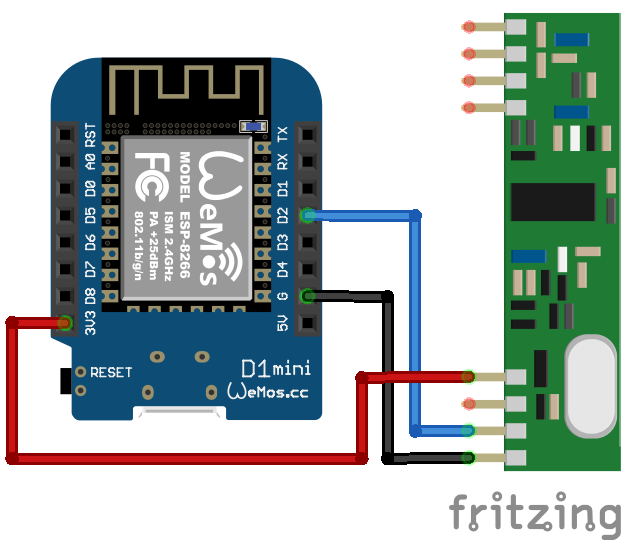 RST
A0
D0
D5
D6
D7
D8
3V3
TX
RX
D1
D2
D3
D4
G
5V
WeMos
MODEL ESP-8266
ISM 2.4GHz
PA +25dBm
802.11b/g/n
FC
RESET
D1mini
WeMos.cc
fritzing